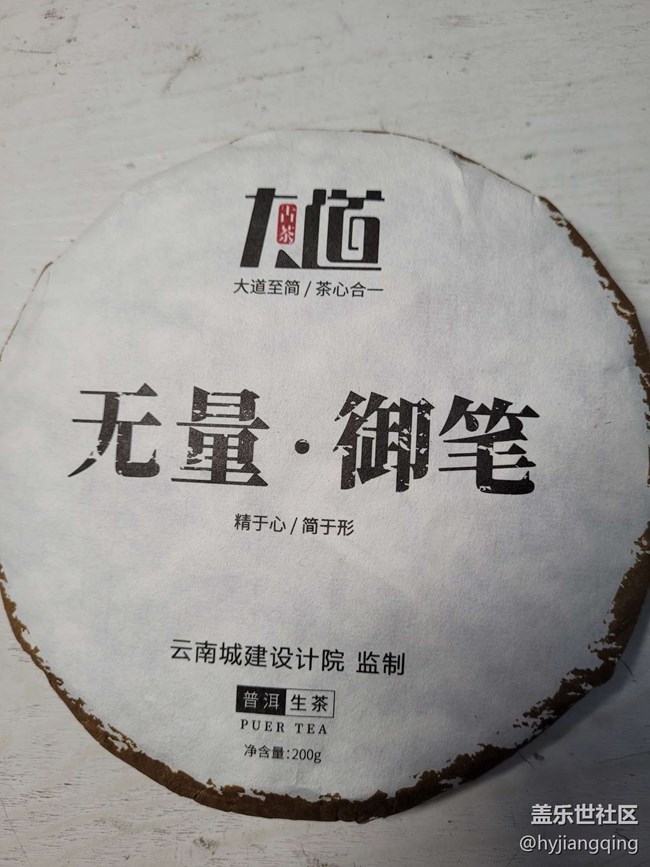 大道
古茶
大道至简 / 茶心合一
无量·御笔
精于心 / 简于形
云南城建设计院 监制
普洱 生茶
PUER TEA
净含量:200g
盖乐世社区
@hyjiangqing